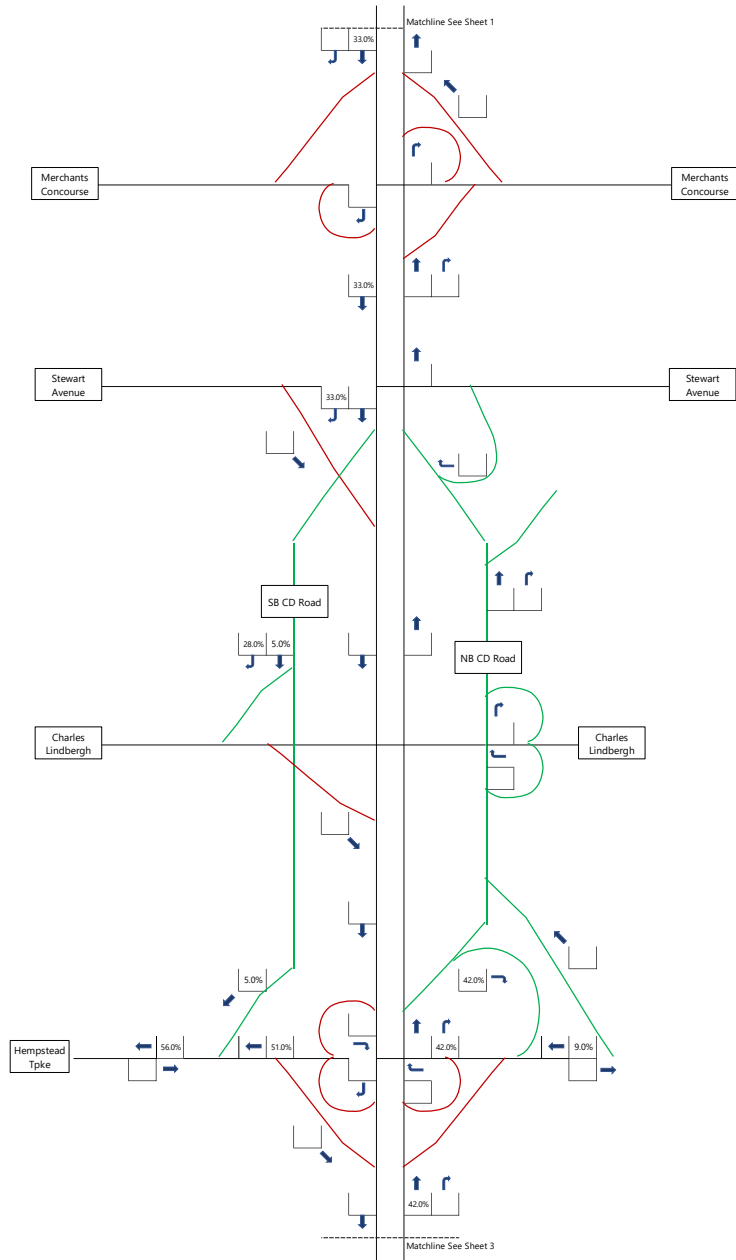 Matchline See Sheet 1
33.0%
Merchants
Concourse
Merchants
Concourse
33.0%
Stewart
Avenue
Stewart
Avenue
33.0%
SB CD Road
28.0% 5.0%
NB CD Road
Charles
Lindbergh
Charles
Lindbergh
5.0%
42.0%
Hempstead
Tpke
56.0%
51.0%
42.0%
9.0%
42.0%
Matchline See Sheet 3